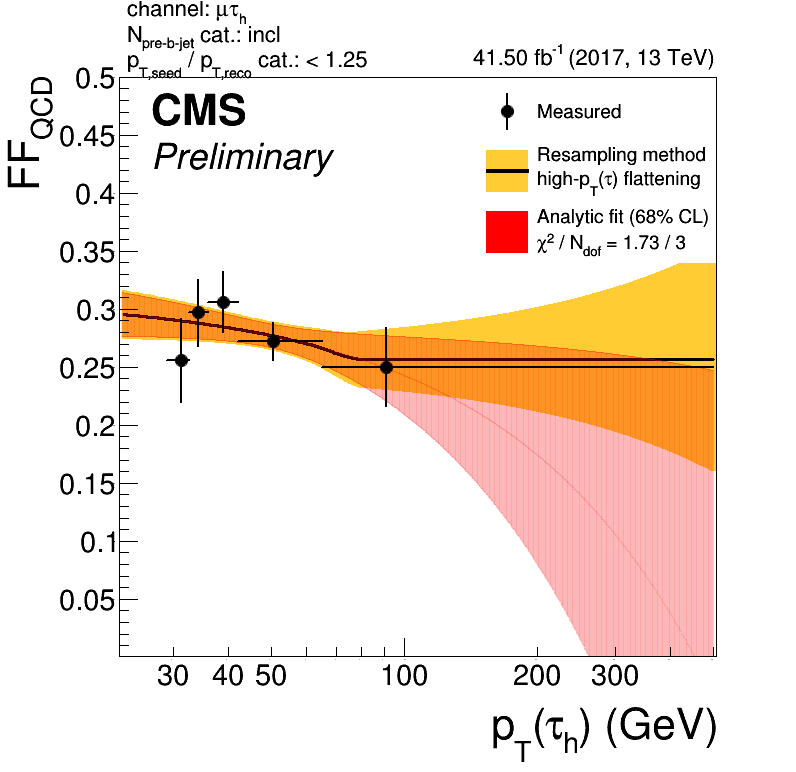 channel: μτh
Npre-b-jet cat.: incl
pT,seed / pT,reco cat.: < 1.25
41.50 fb-1 (2017, 13 TeV)
CMS
Preliminary
Measured
Resampling method
high-pT(τ) flattening
Analytic fit (68% CL)
χ2 / Ndof = 1.73 / 3
FFQCD
0.5
0.45
0.4
0.35
0.3
0.25
0.2
0.15
0.1
0.05
30 40 50 100 200 300
pT(τh) (GeV)